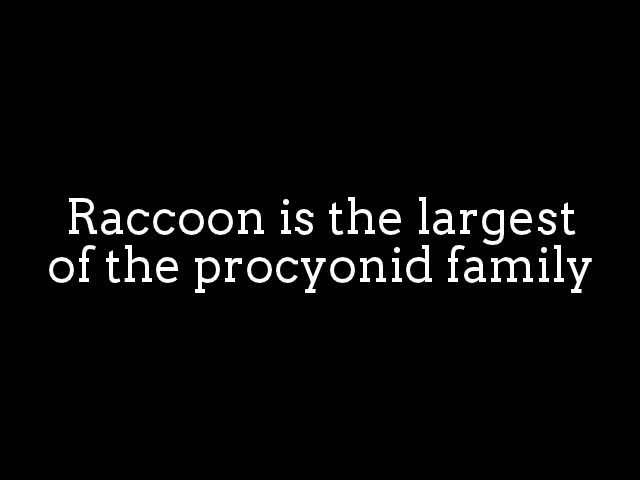 Raccoon is the largest
of the procyonid family